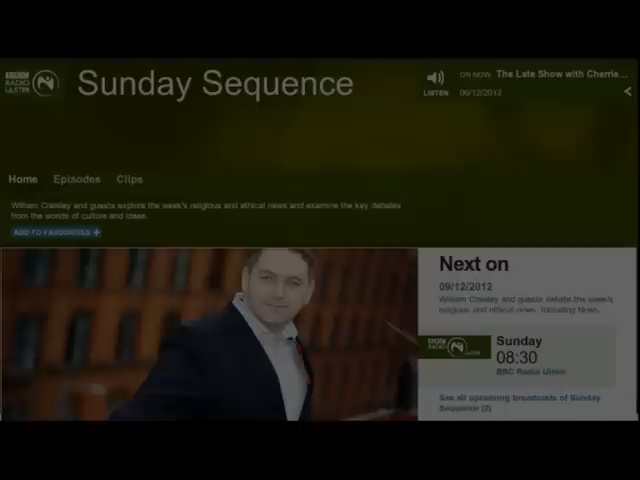 BBC
RADIO
ULSTER
Sunday Sequence
LISTEN
ON NOW The Late Show with Cherrie...
06/12/2012
Home Episodes Clips
William Crawley and guests explore the week's religious and ethical news and examine the key debates
from the worlds of culture and ideas.
ADD TO FAVOURITES +
Next on
09/12/2012
William Crawley and guests debate the week's
religious and ethical news. Including News.
BBC
RADIO
ULSTER
Sunday
08:30
BBC Radio Ulster
See all upcoming broadcasts of Sunday
Sequence (2)